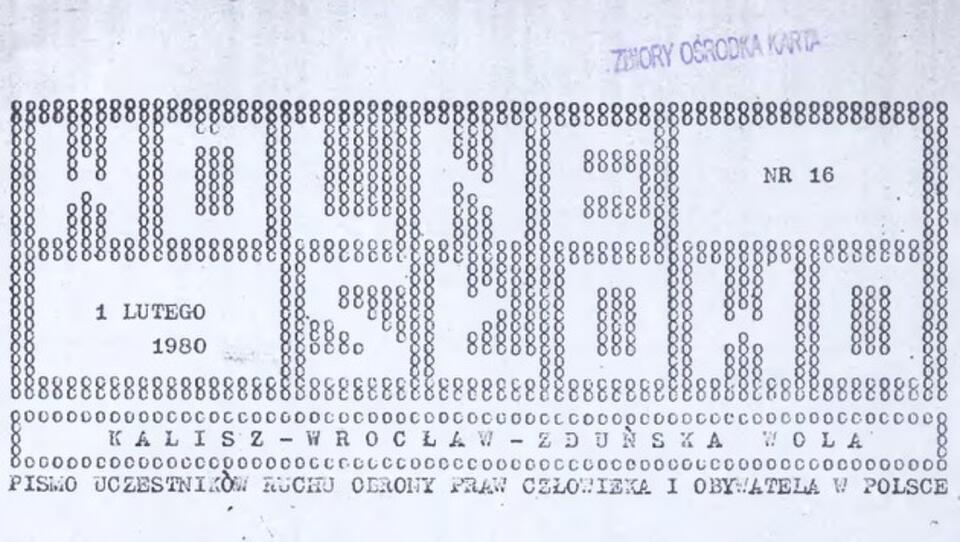 ZBIORY OŚRODKA KARTA
WOLNE
NR 16
1 LUTEGO
1980
SŁOWO
KALISZ-WROCŁAW-ZDUŃSKA WOLA
PISMO UCZESTNIKÓW RUCHU OBRONY PRAW CZŁOWIEKA I OBYWATELA W POLSCE